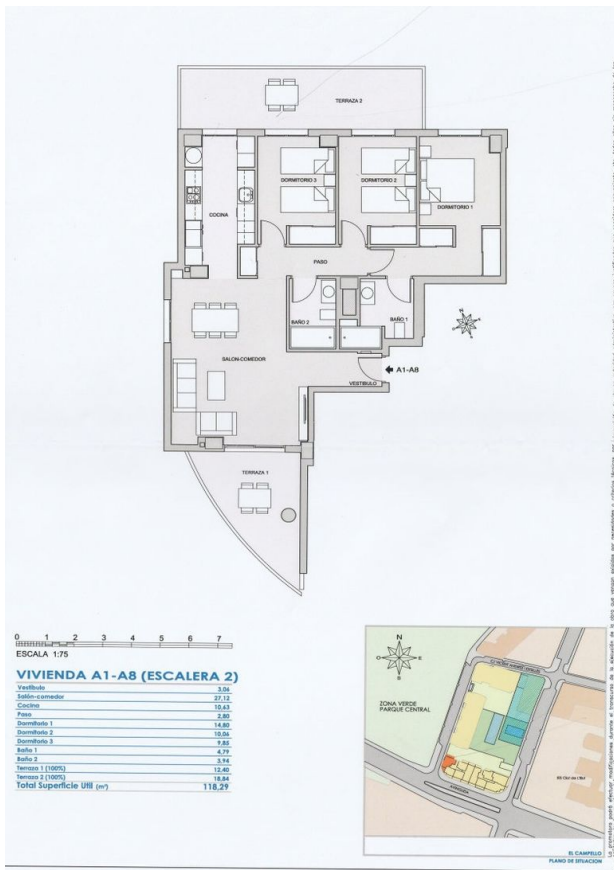 TERRAZA 2
DORMITORIO 3
DORMITORIO 2
DORMITORIO 1
COCINA
PASO
BAÑO 2
BAÑO 1
SALON-COMEDOR
A1-A8
VESTIBULO
TERRAZA 1
0 1 2 3 4 5 6 7
ESCALA 1:75
VIVIENDA A1-A8 (ESCALERA 2)
Vestíbulo 3,06
Salón-comedor 27,12
Cocina 10,63
Paso 2,80
Dormitorio 1 14,80
Dormitorio 2 10,06
Dormitorio 3 9,85
Baño 1 4,79
Baño 2 3,94
Terraza 1 (100%) 12,40
Terraza 2 (100%) 18,84
Total Superficie Util (m²) 118,29
N
O E
S
ZONA VERDE
PARQUE CENTRAL
AVENIDA
EL CAMPELLO
PLANO DE SITUACION